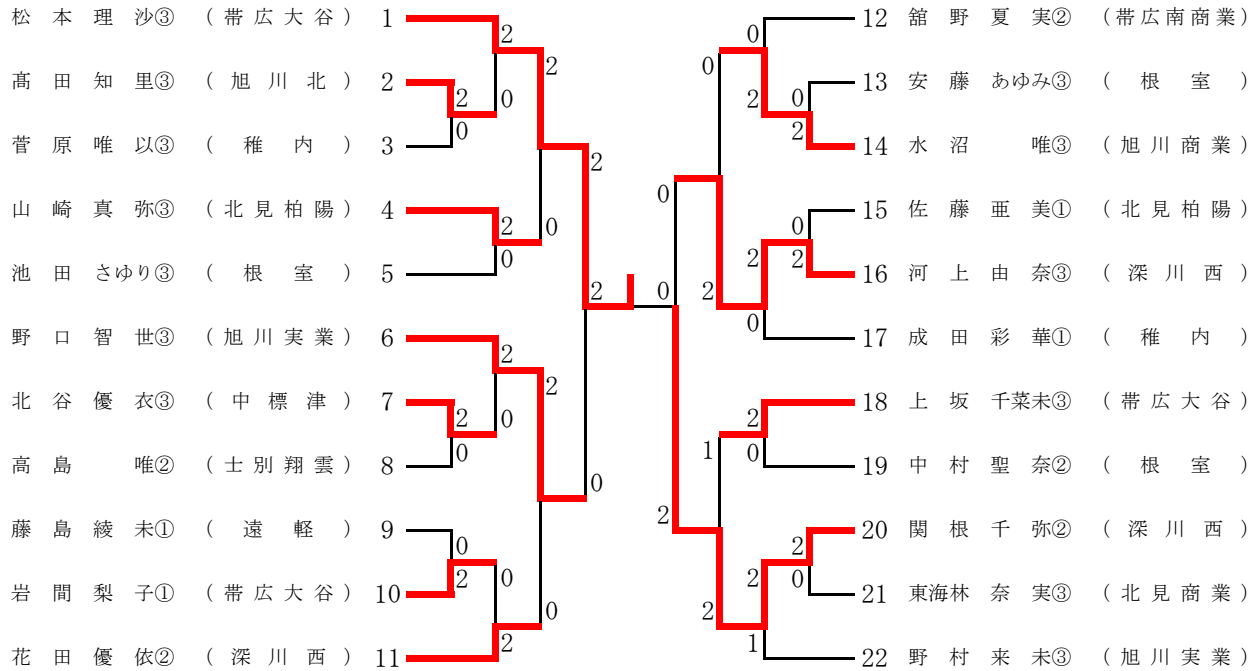 松本理沙③ (帯広大谷) 1
髙田知里③ (旭川北) 2
菅原唯以③ (稚内) 3
山崎真弥③ (北見柏陽) 4
池田さゆり③ (根室) 5
野口智世③ (旭川実業) 6
北谷優衣③ (中標津) 7
高島唯② (士別翔雲) 8
藤島綾未① (遠軽) 9
岩間梨子① (帯広大谷) 10
花田優依② (深川西) 11
2
2
2
0
0
2
2
0
0
2
0
2
2
2
0
0
0
0
2
0
0
2
0
0
2
0
0
2
0
2
0
2
2
2
0
2
1
0
2
2
2
0
2
1
12 舘野夏実② (帯広南商業)
13 安藤あゆみ③ (根室)
14 水沼唯③ (旭川商業)
15 佐藤亜美① (北見柏陽)
16 河上由奈③ (深川西)
17 成田彩華① (稚内)
18 上坂千菜未③ (帯広大谷)
19 中村聖奈② (根室)
20 関根千弥② (深川西)
21 東海林奈実③ (北見商業)
22 野村来未③ (旭川実業)